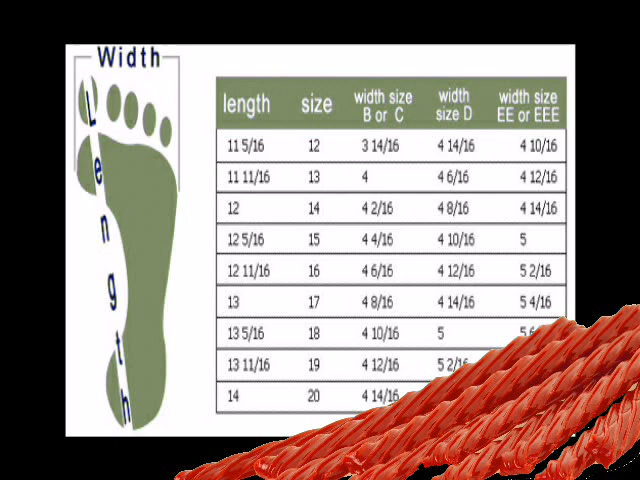 Width
Length
length size width size B or C width size D width size EE or EEE
11 5/16 12 3 14/16 4 14/16 4 10/16
11 11/16 13 4 4 6/16 4 12/16
12 14 4 2/16 4 8/16 4 14/16
12 5/16 15 4 4/16 4 10/16 5
12 11/16 16 4 6/16 4 12/16 5 2/16
13 17 4 8/16 4 14/16 5 4/16
13 5/16 18 4 10/16 5 5
13 11/16 19 4 12/16 5 2/16
14 20 4 14/16